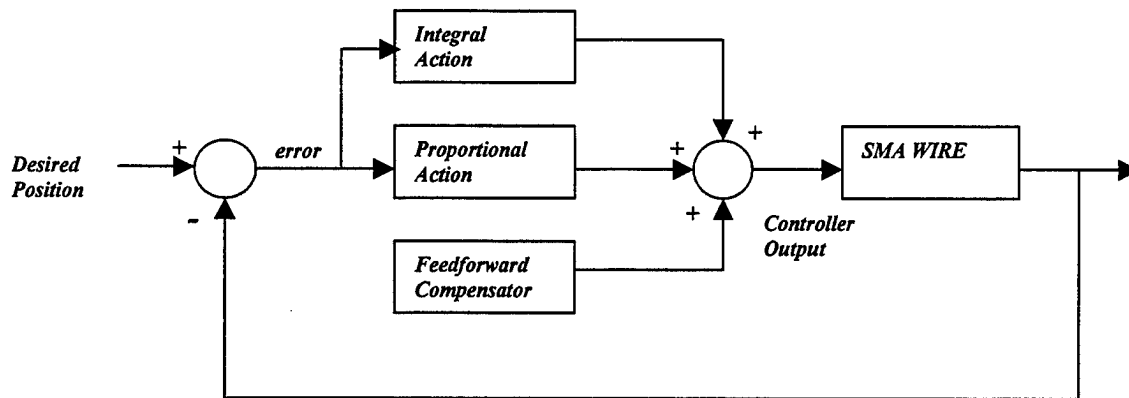 Integral
Action
+
Desired
Position
error
+
Proportional
Action
+
SMA WIRE
-
+
Controller
Output
Feedforward
Compensator